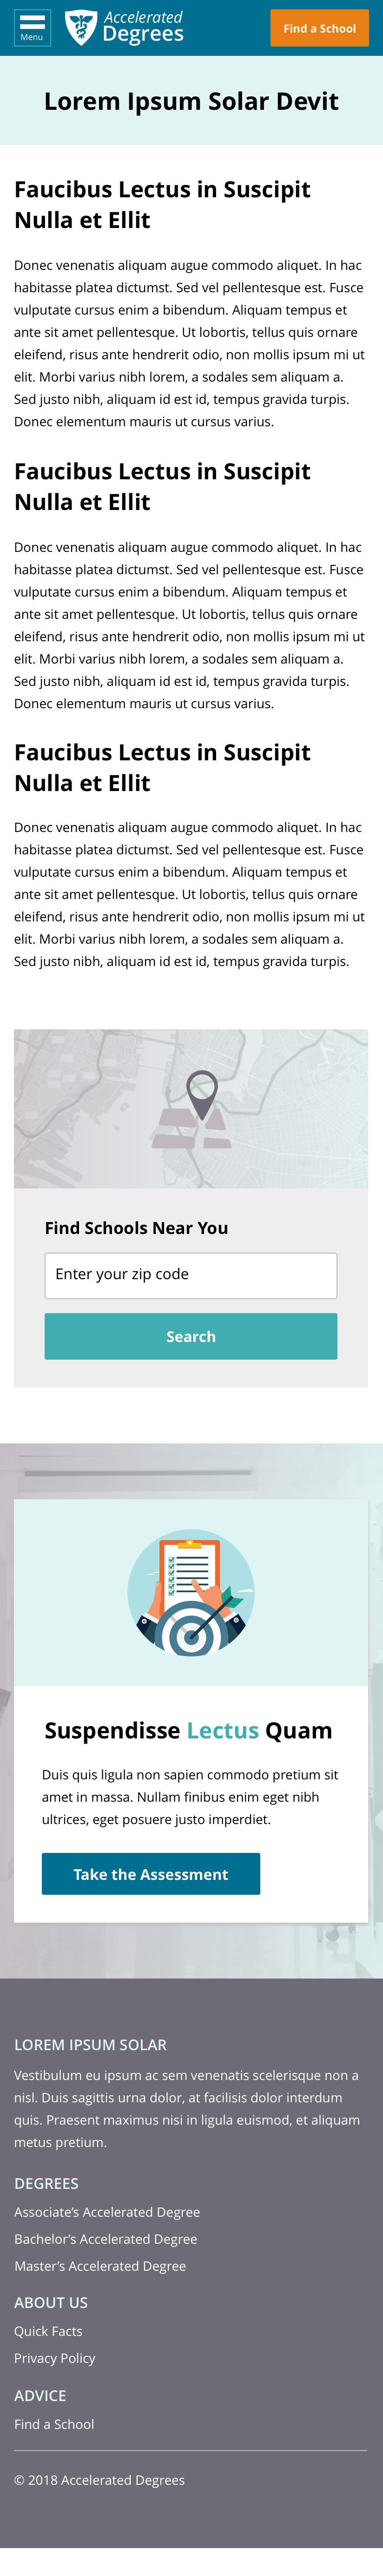 Menu
Accelerated
Degrees
Find a School
Lorem Ipsum Solar Devit
Faucibus Lectus in Suscipit
Nulla et Ellit
Donec venenatis aliquam augue commodo aliquet. In hac
habitasse platea dictumst. Sed vel pellentesque est. Fusce
vulputate cursus enim a bibendum. Aliquam tempus et
ante sit amet pellentesque. Ut lobortis, tellus quis ornare
eleifend, risus ante hendrerit odio, non mollis ipsum mi ut
elit. Morbi varius nibh lorem, a sodales sem aliquam a.
Sed justo nibh, aliquam id est id, tempus gravida turpis.
Donec elementum mauris ut cursus varius.
Faucibus Lectus in Suscipit
Nulla et Ellit
Donec venenatis aliquam augue commodo aliquet. In hac
habitasse platea dictumst. Sed vel pellentesque est. Fusce
vulputate cursus enim a bibendum. Aliquam tempus et
ante sit amet pellentesque. Ut lobortis, tellus quis ornare
eleifend, risus ante hendrerit odio, non mollis ipsum mi ut
elit. Morbi varius nibh lorem, a sodales sem aliquam a.
Sed justo nibh, aliquam id est id, tempus gravida turpis.
Donec elementum mauris ut cursus varius.
Faucibus Lectus in Suscipit
Nulla et Ellit
Donec venenatis aliquam augue commodo aliquet. In hac
habitasse platea dictumst. Sed vel pellentesque est. Fusce
vulputate cursus enim a bibendum. Aliquam tempus et
ante sit amet pellentesque. Ut lobortis, tellus quis ornare
eleifend, risus ante hendrerit odio, non mollis ipsum mi ut
elit. Morbi varius nibh lorem, a sodales sem aliquam a.
Sed justo nibh, aliquam id est id, tempus gravida turpis.
Find Schools Near You
Enter your zip code
Search
Suspendisse Lectus Quam
Duis quis ligula non sapien commodo pretium sit
amet in massa. Nullam finibus enim eget nibh
ultrices, eget posuere justo imperdiet.
Take the Assessment
LOREM IPSUM SOLAR
Vestibulum eu ipsum ac sem venenatis scelerisque non a
nisl. Duis sagittis urna dolor, at facilisis dolor interdum
quis. Praesent maximus nisi in ligula euismod, et aliquam
metus pretium.
DEGREES
Associate’s Accelerated Degree
Bachelor’s Accelerated Degree
Master’s Accelerated Degree
ABOUT US
Quick Facts
Privacy Policy
ADVICE
Find a School
© 2018 Accelerated Degrees